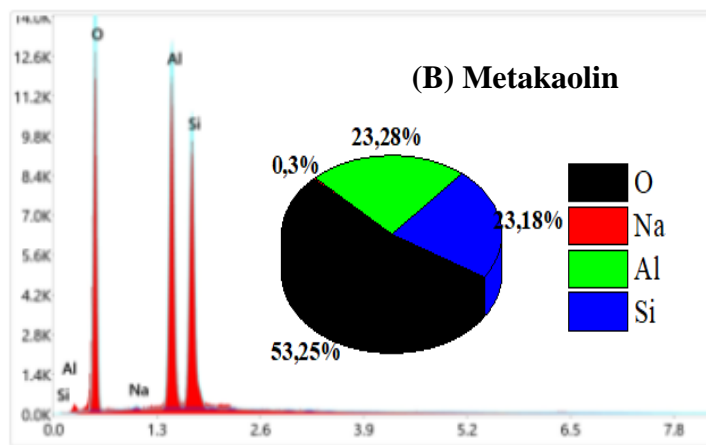 14.0K
O
12.6K
Al
(B) Metakaolin
11.2K
Si
9.8K
23,28%
0,3%
8.4K
O
7.0K
23,18%
Na
5.6K
Al
4.2K
Si
2.8K
53,25%
Al
1.4K
Si
Na
0.0K
0.0 1.3 2.6 3.9 5.2 6.5 7.8